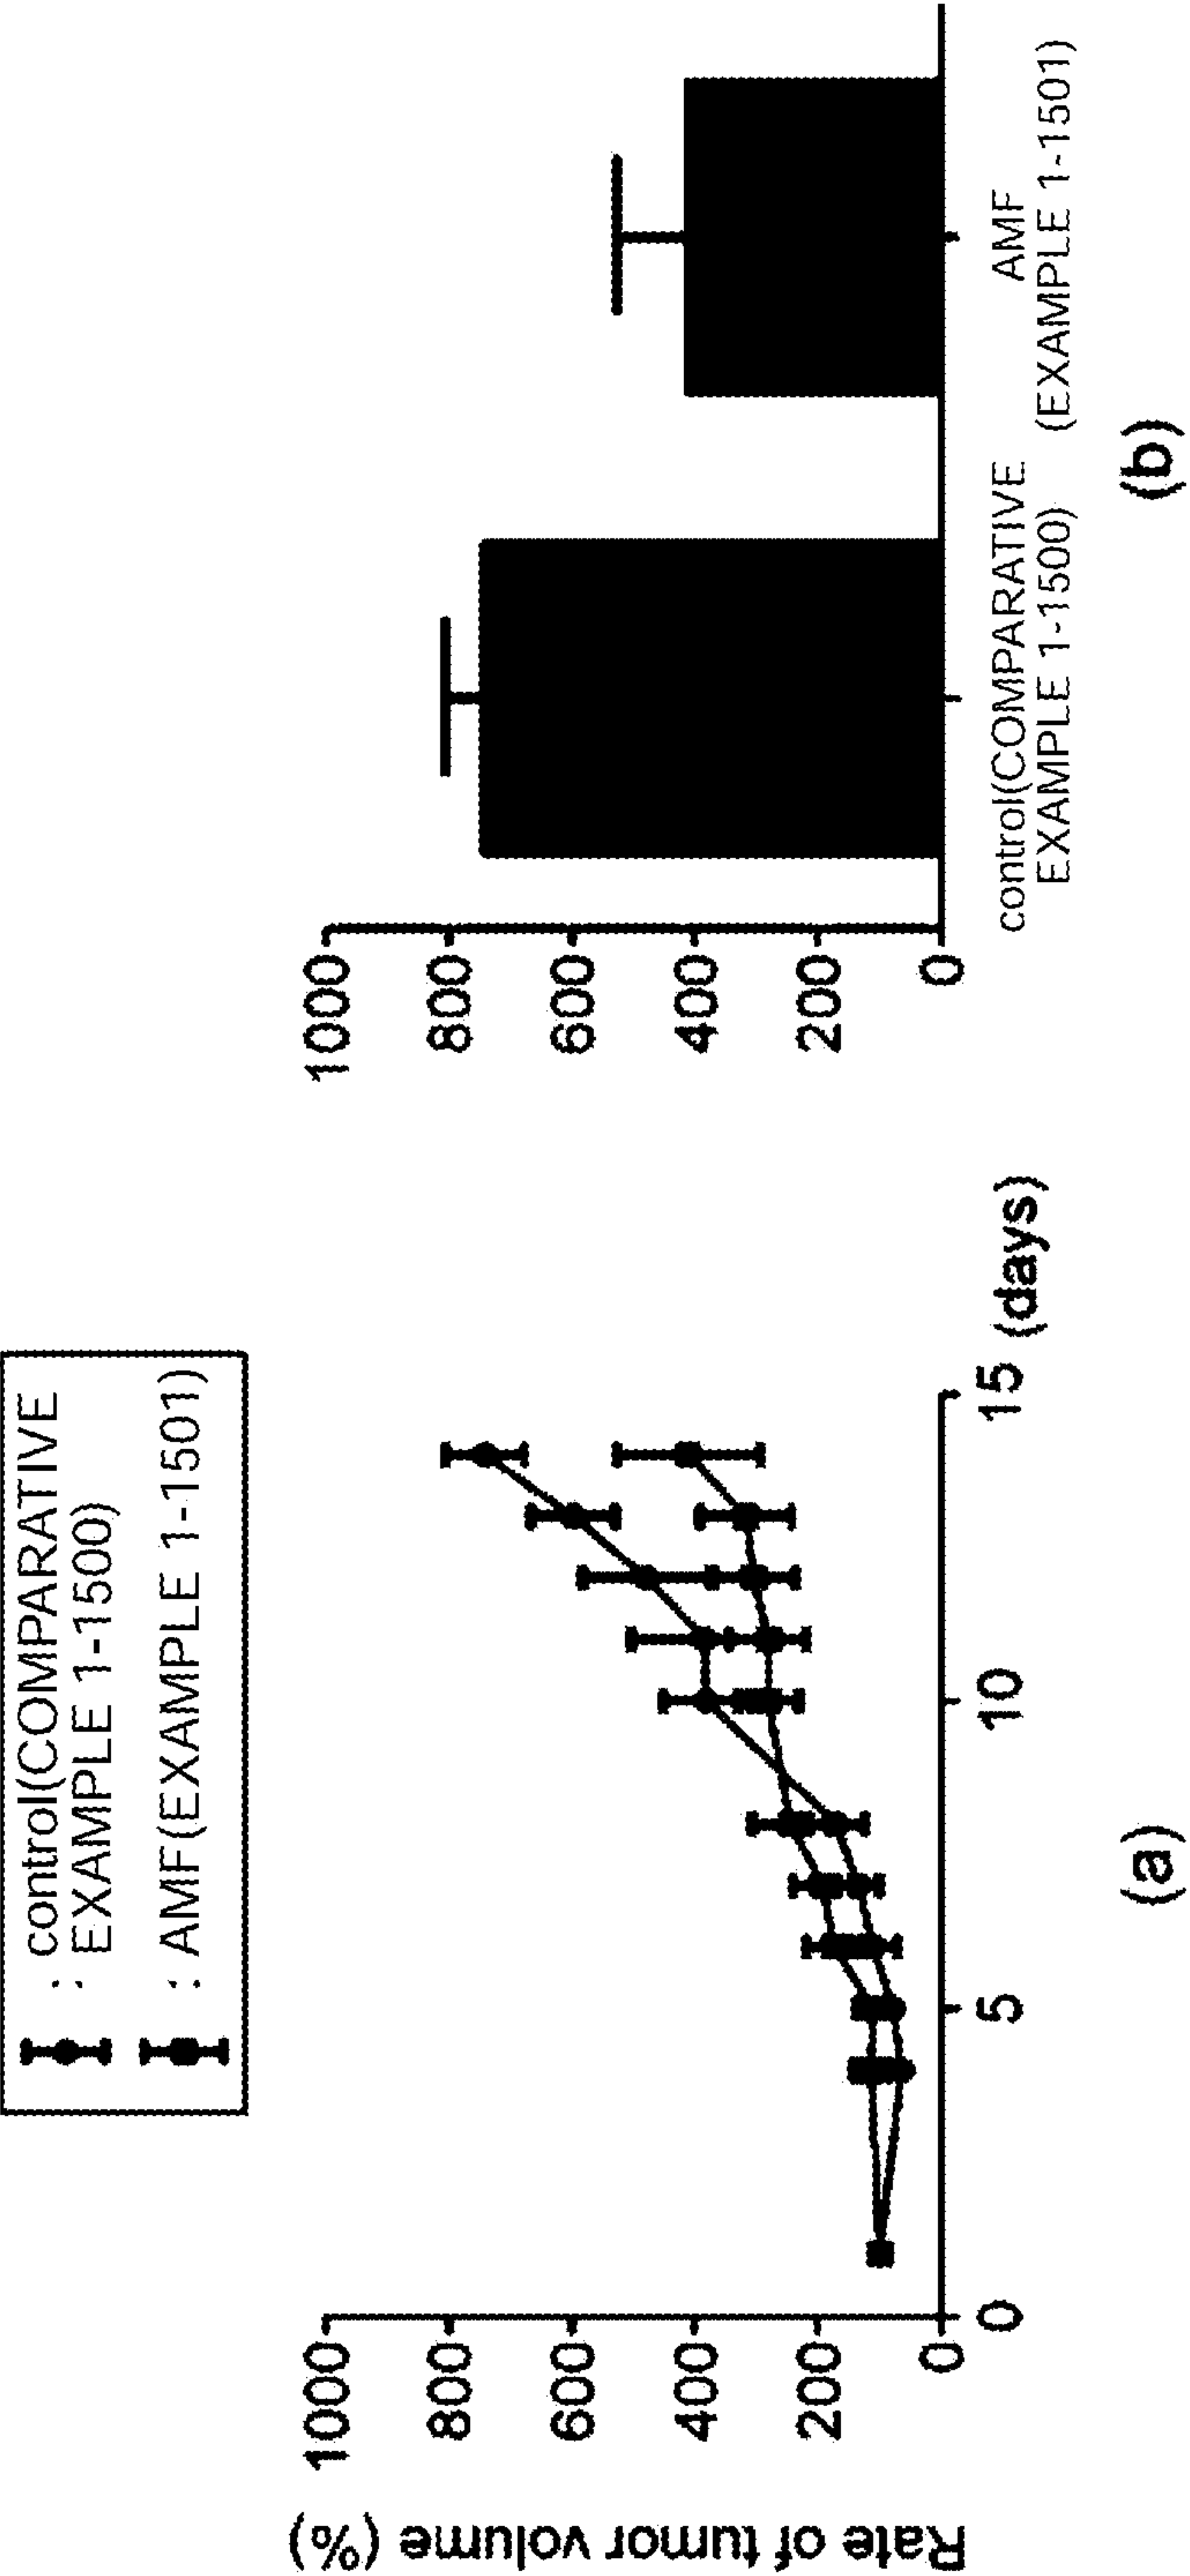 : control(COMPARATIVE
EXAMPLE 1-1500)
: AMF(EXAMPLE 1-1501)
Rate of tumor volume (%)
1000
800
600
400
200
0
0
5
10
15 (days)
(a)
1000
800
600
400
200
0
control(COMPARATIVE
EXAMPLE 1-1500)
AMF
(EXAMPLE 1-1501)
(b)